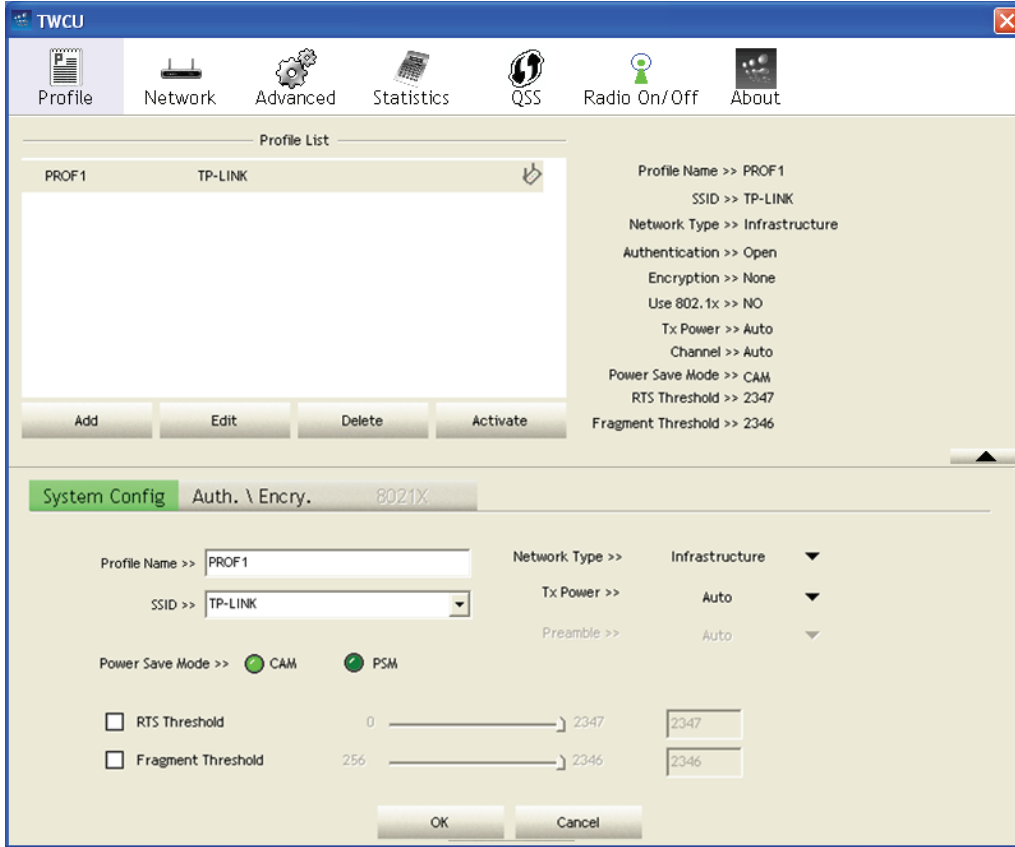 TWCU
Profile Network Advanced Statistics QSS Radio On/Off About
Profile List
PROF1 TP-LINK
Profile Name >> PROF1
SSID >> TP-LINK
Network Type >> Infrastructure
Authentication >> Open
Encryption >> None
Use 802.1x >> NO
Tx Power >> Auto
Channel >> Auto
Power Save Mode >> CAM
RTS Threshold >> 2347
Fragment Threshold >> 2346
Add Edit Delete Activate
System Config Auth. \ Encry. 8021X
Profile Name >> PROF1
SSID >> TP-LINK
Power Save Mode >> CAM PSM
Network Type >> Infrastructure
Tx Power >> Auto
Preamble >> Auto
RTS Threshold 0 2347 2347
Fragment Threshold 256 2346 2346
OK Cancel